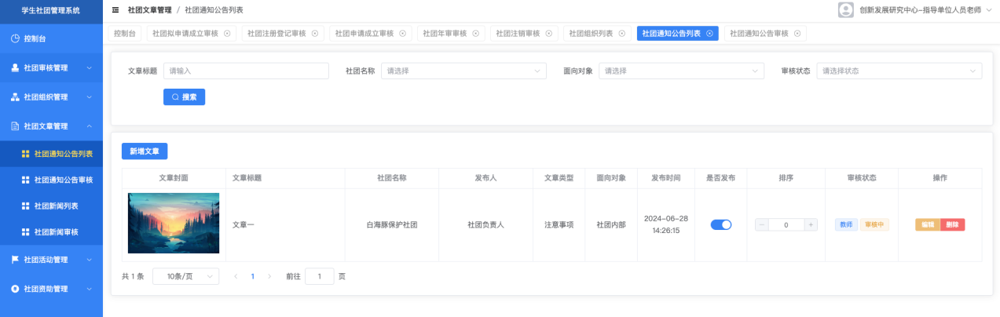 学生社团管理系统
社团文章管理 / 社团通知公告列表
创新发展研究中心-指导单位人员老师
控制台
社团拟申请成立审核
社团注册登记审核
社团申请成立审核
社团年审审核
社团注销审核
社团组织列表
社团通知公告列表
社团通知公告审核
控制台
社团审核管理
社团组织管理
社团文章管理
社团通知公告列表
社团通知公告审核
社团新闻列表
社团新闻审核
社团活动管理
社团资助管理
文章标题 请输入
社团名称 请选择
面向对象 请选择
审核状态 请选择状态
搜索
新增文章
文章封面 文章标题 社团名称 发布人 文章类型 面向对象 发布时间 是否发布 排序 审核状态 操作
文章一 白海豚保护社团 社团负责人 注意事项 社团内部 2024-06-28 14:26:15 0 教师 审核中 编辑 删除
共 1 条 10条/页 1 前往 1 页